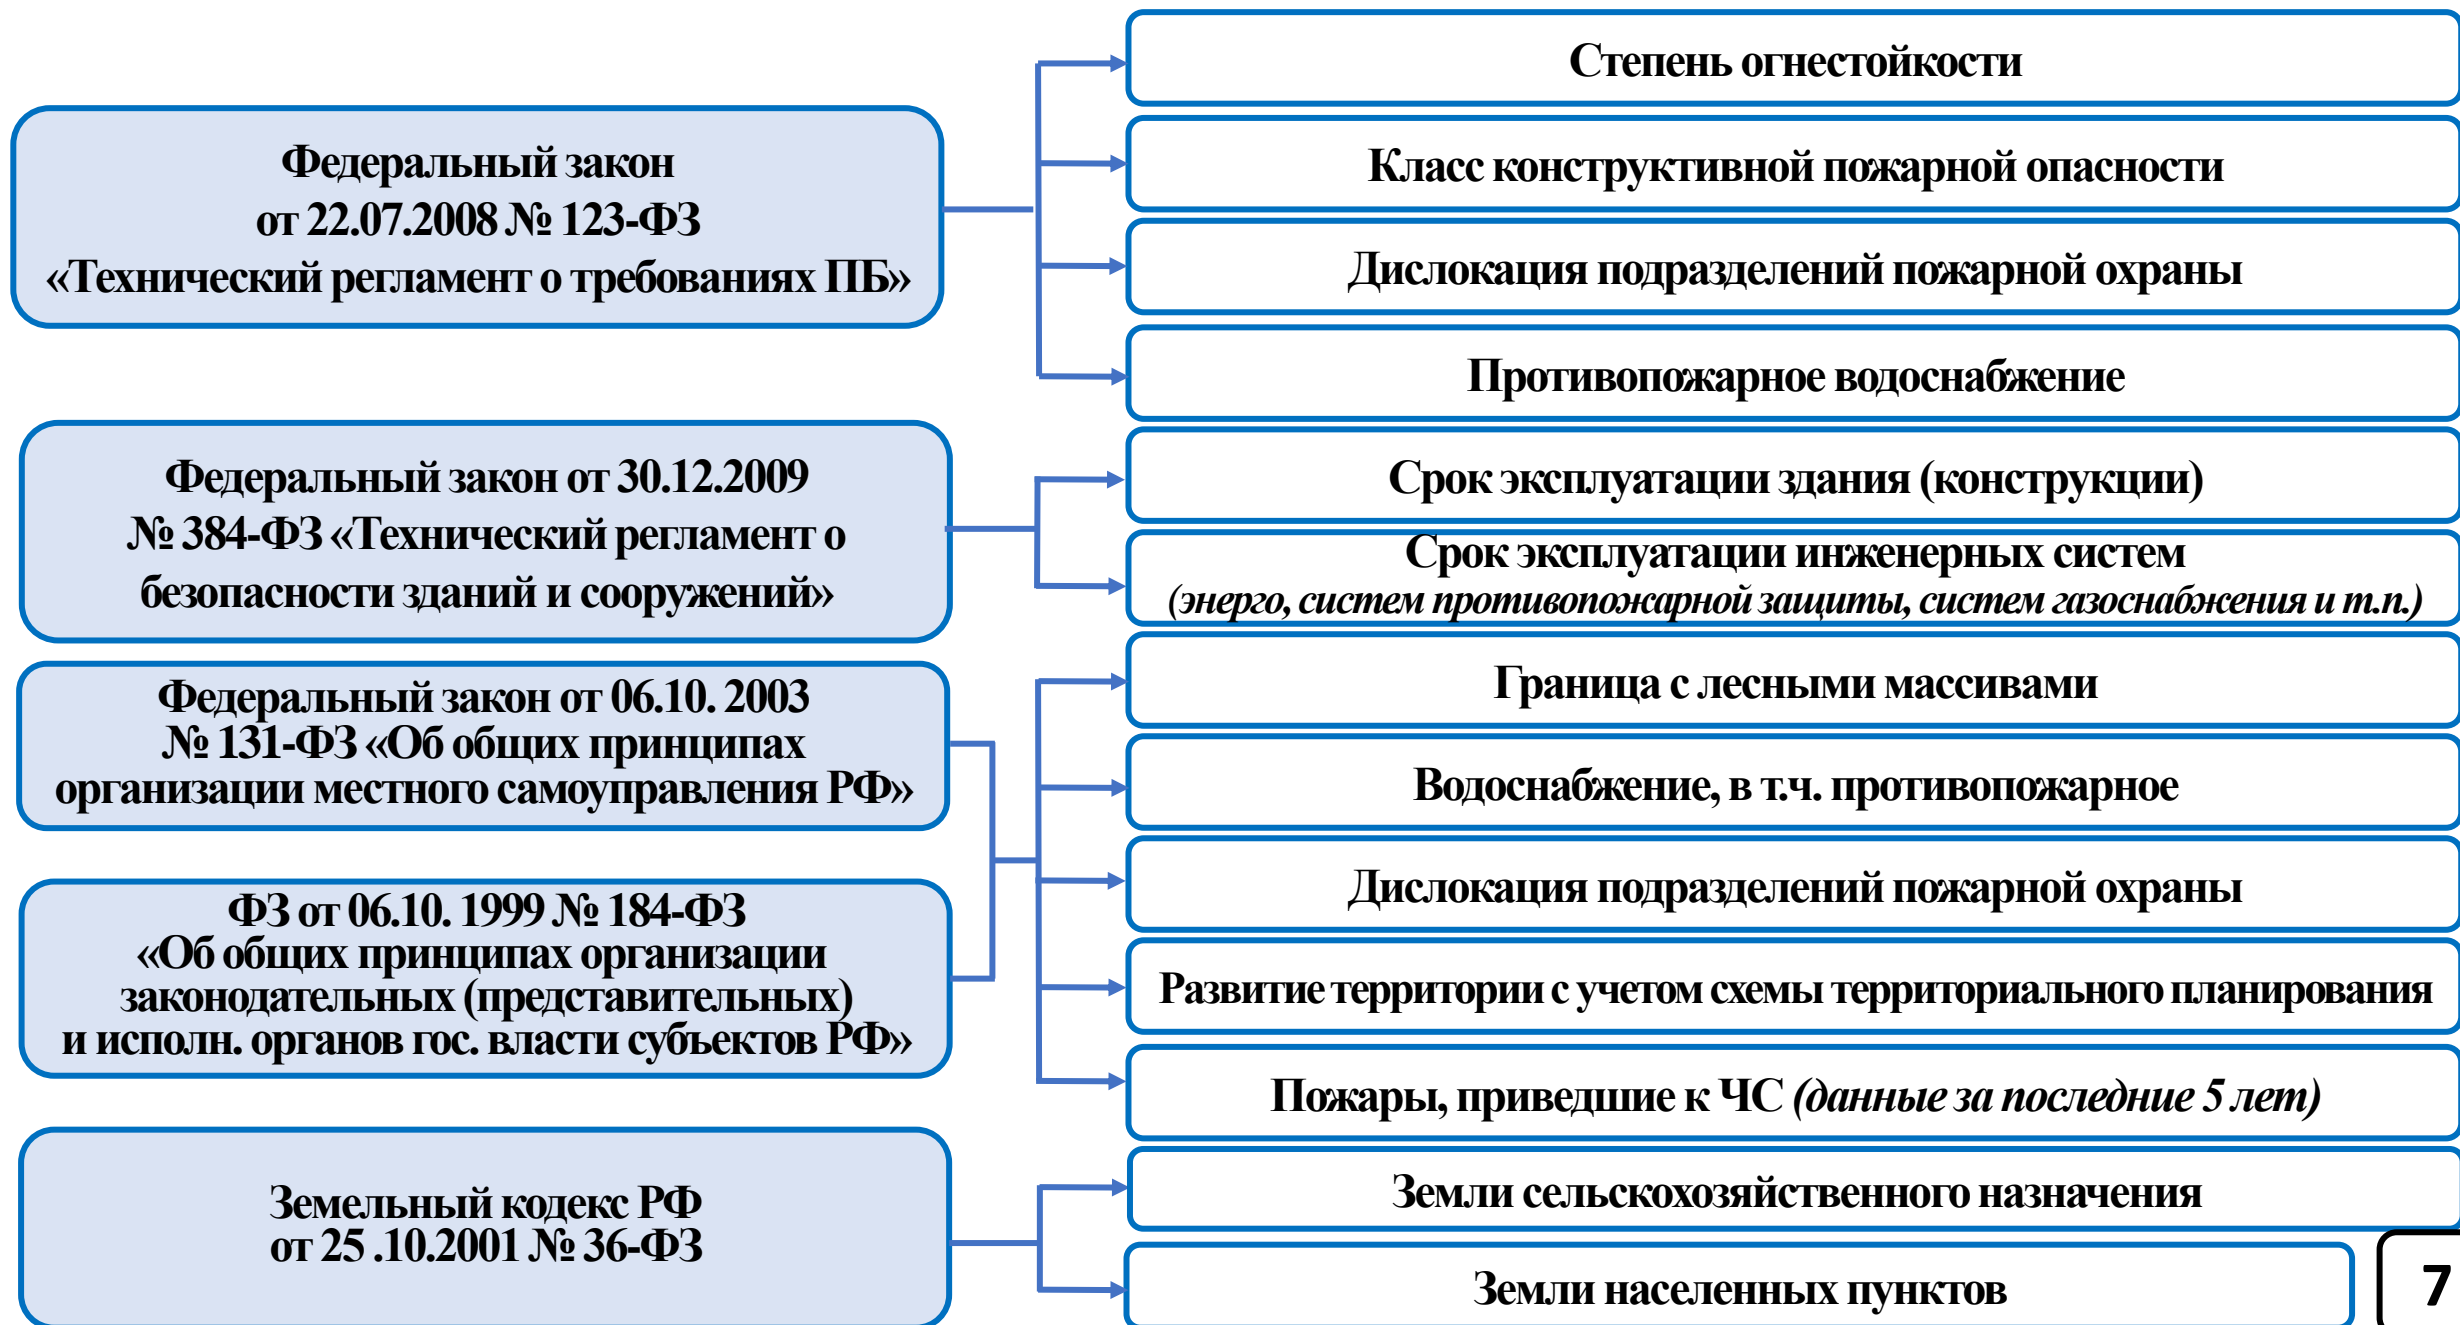 Федеральный закон
от 22.07.2008 № 123-ФЗ
«Технический регламент о требованиях ПБ»
Степень огнестойкости
Класс конструктивной пожарной опасности
Дислокация подразделений пожарной охраны
Противопожарное водоснабжение
Федеральный закон от 30.12.2009
№ 384-ФЗ «Технический регламент о
безопасности зданий и сооружений»
Срок эксплуатации здания (конструкции)
Срок эксплуатации инженерных систем
(энерго, систем противопожарной защиты, систем газоснабжения и т.п.)
Федеральный закон от 06.10. 2003
№ 131-ФЗ «Об общих принципах
организации местного самоуправления РФ»
ФЗ от 06.10. 1999 № 184-ФЗ
«Об общих принципах организации
законодательных (представительных)
и исполн. органов гос. власти субъектов РФ»
Граница с лесными массивами
Водоснабжение, в т.ч. противопожарное
Дислокация подразделений пожарной охраны
Развитие территории с учетом схемы территориального планирования
Пожары, приведшие к ЧС (данные за последние 5 лет)
Земельный кодекс РФ
от 25 .10.2001 № 36-ФЗ
Земли сельскохозяйственного назначения
Земли населенных пунктов
7